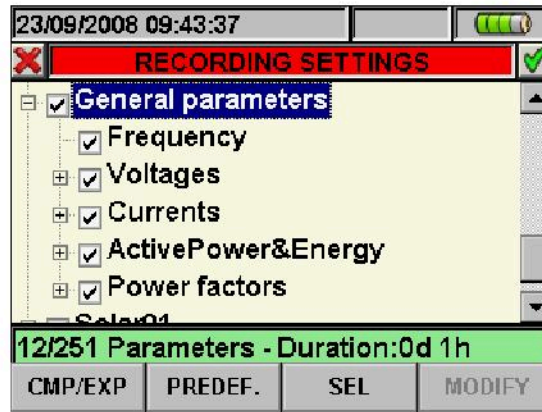 23/09/2008 09:43:37
RECORDING SETTINGS
General parameters
Frequency
Voltages
Currents
ActivePower&Energy
Power factors
Solar01
12/251 Parameters - Duration:0d 1h
CMP/EXP PREDEF. SEL MODIFY